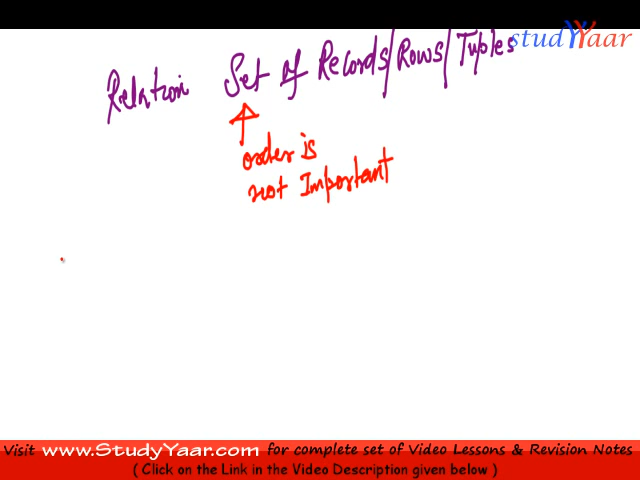 studYYaar
Relation Set of Records/Rows/Tuples
order is
not Important
Visit www.StudyYaar.com for complete set of Video Lessons & Revision Notes
( Click on the Link in the Video Description given below )